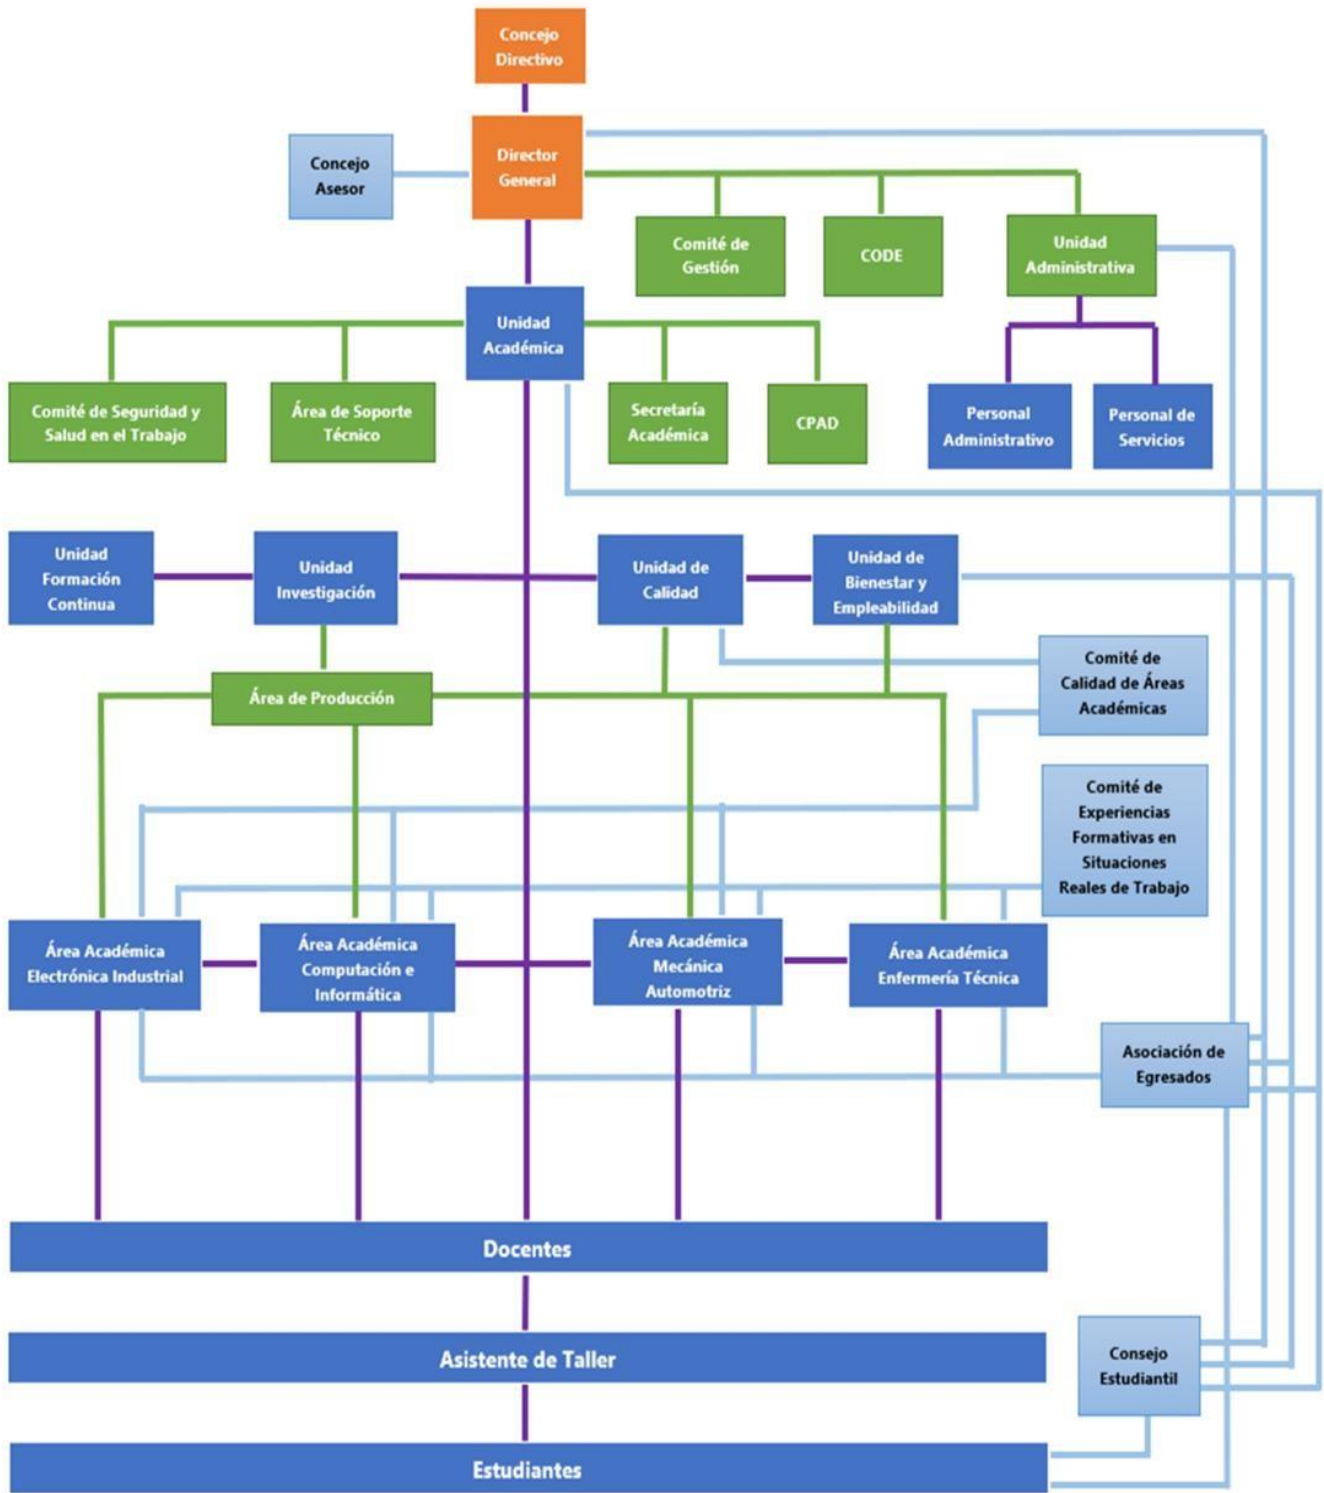 Concejo
Directivo
Concejo
Asesor
Director
General
Comité de
Gestión
CODE
Unidad
Administrativa
Unidad
Académica
Comité de Seguridad y
Salud en el Trabajo
Área de Soporte
Técnico
Secretaría
Académica
CPAD
Personal
Administrativo
Personal de
Servicios
Unidad
Formación
Continua
Unidad
Investigación
Unidad de
Calidad
Unidad de
Bienestar y
Empleabilidad
Comité de
Calidad de Áreas
Académicas
Área de Producción
Comité de
Experiencias
Formativas en
Situaciones
Reales de Trabajo
Área Académica
Electrónica Industrial
Área Académica
Computación e
Informática
Área Académica
Mecánica
Automotriz
Área Académica
Enfermería Técnica
Asociación de
Egresados
Docentes
Asistente de Taller
Consejo
Estudiantil
Estudiantes